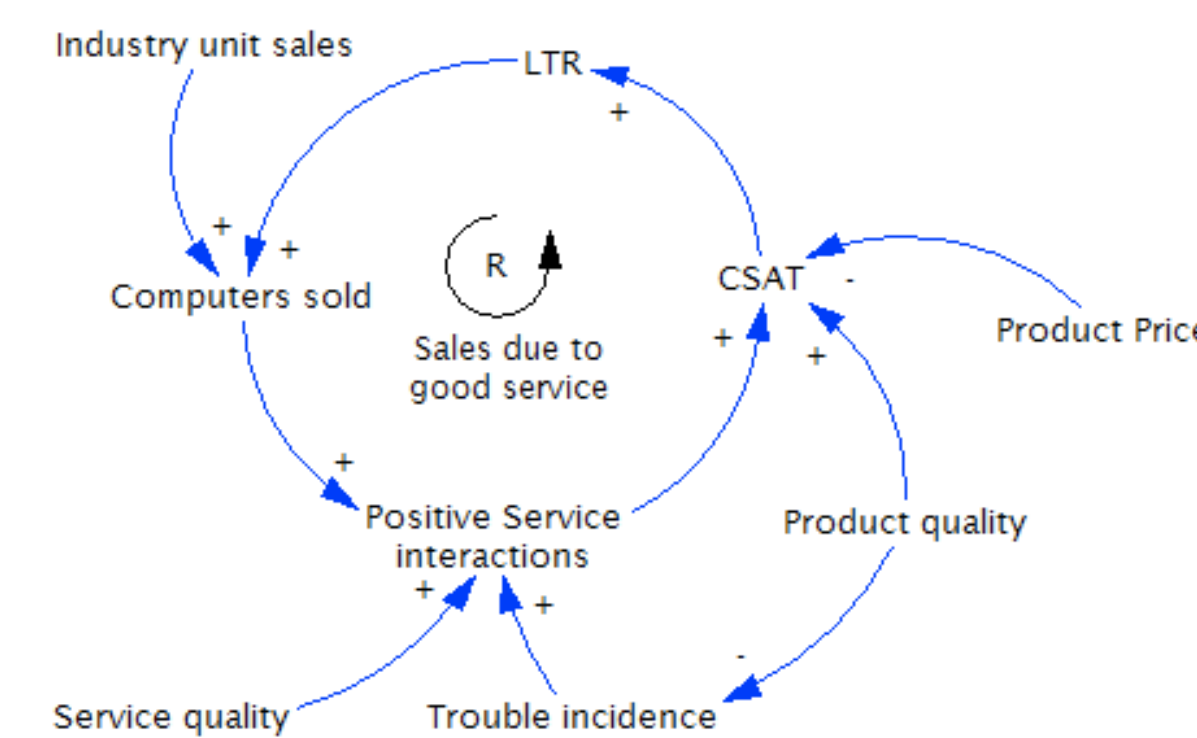 Industry unit sales
LTR
+
+
+
R
CSAT
-
Computers sold
Product Price
Sales due to
good service
+
+
+
Positive Service
interactions
Product quality
+
+
-
Service quality
Trouble incidence